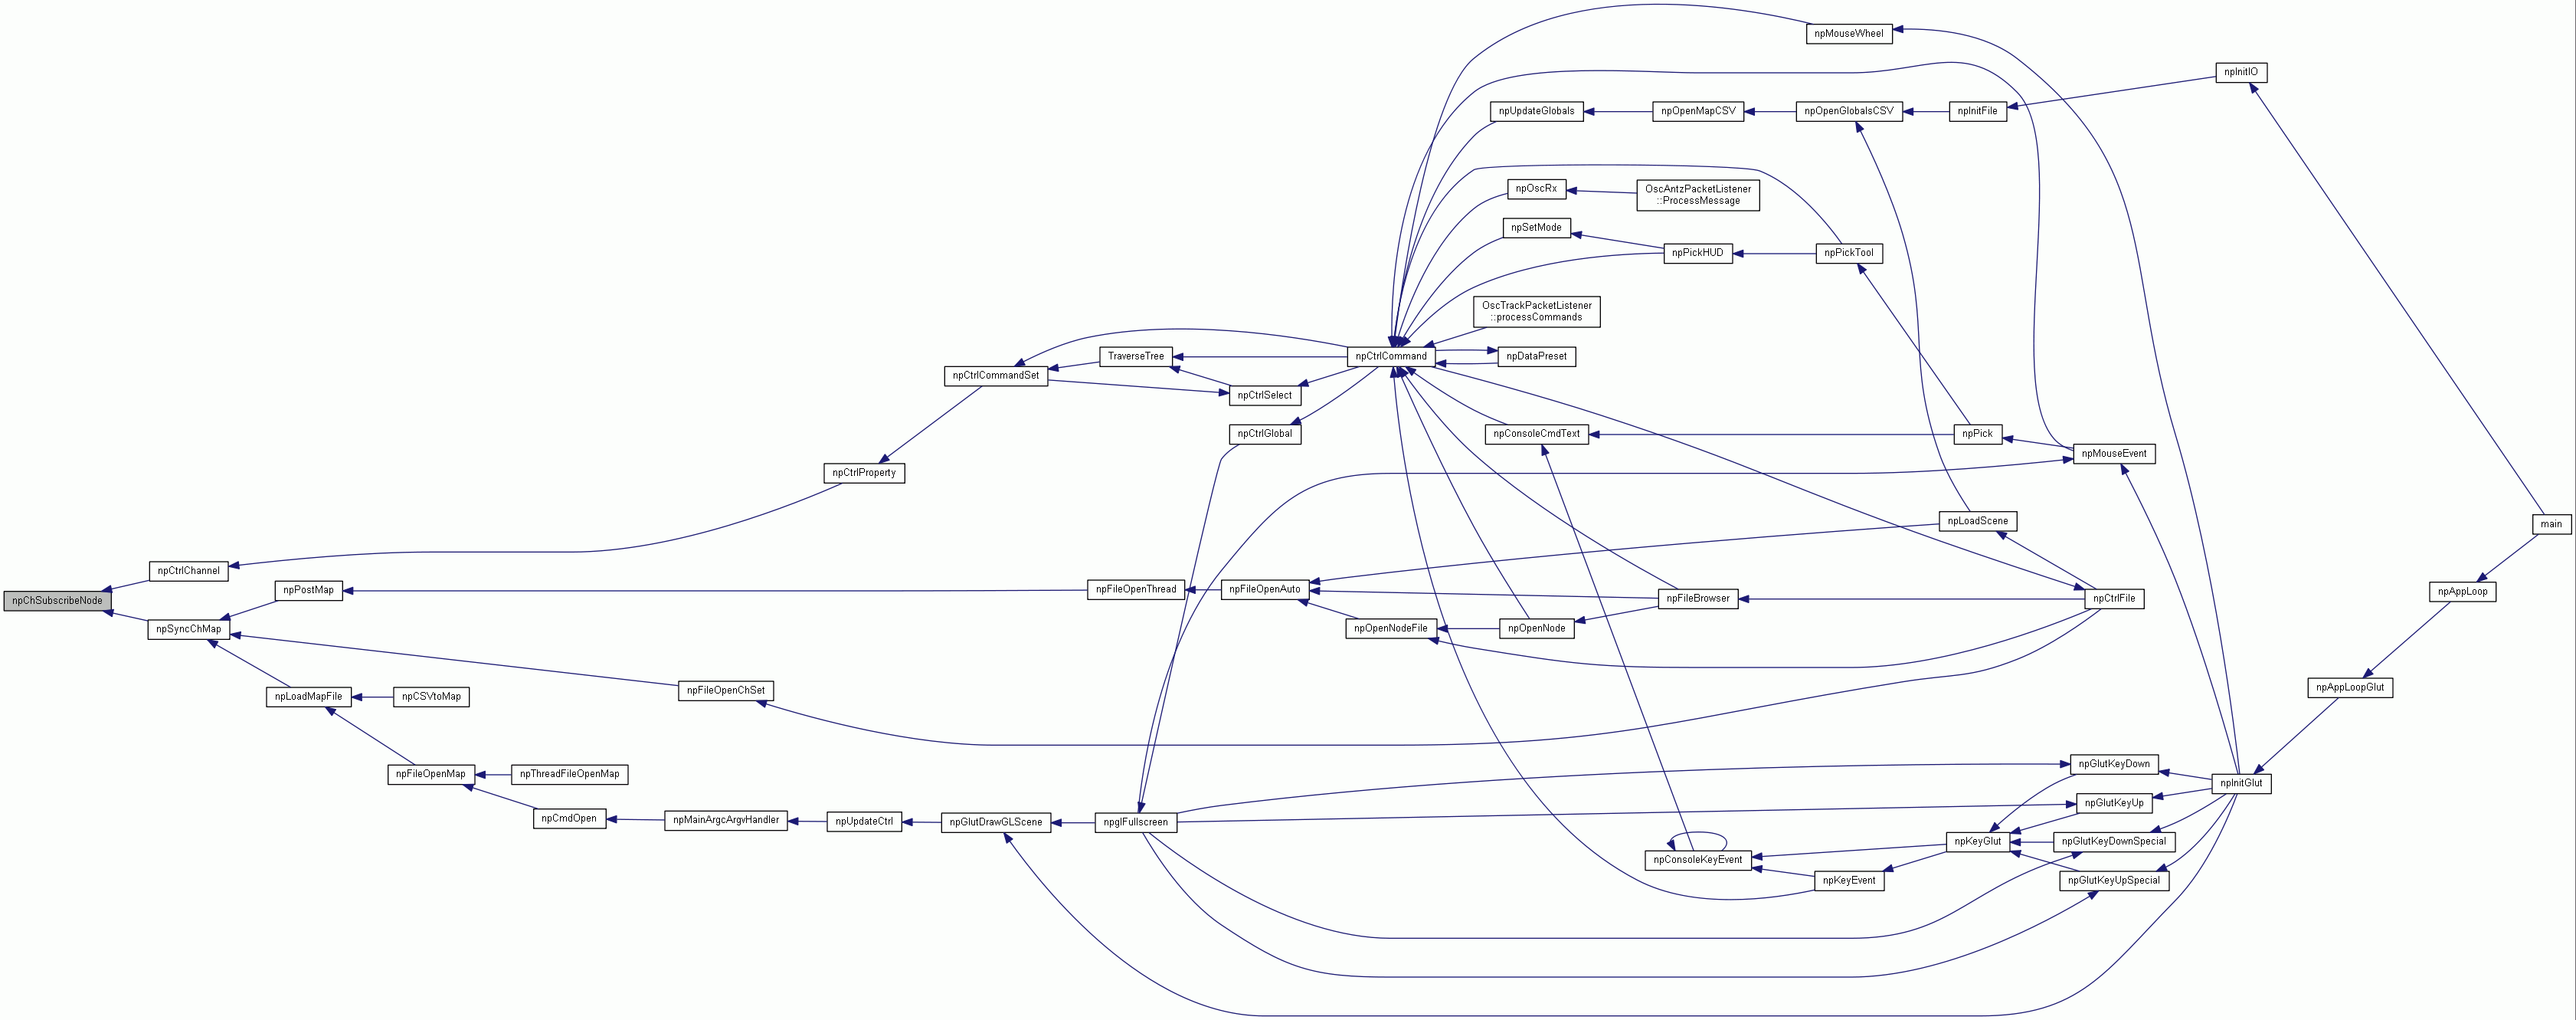 npMouseWheel
npInitIO
npUpdateGlobals
npOpenMapCSV
npOpenGlobalsCSV
npInitFile
npOscRx
OscAntzPacketListener
::ProcessMessage
npSetMode
npPickHUD
npPickTool
OscTrackPacketListener
::processCommands
TraverseTree
npCtrlCommand
npDataPreset
npCtrlCommandSet
npCtrlSelect
npCtrlGlobal
npConsoleCmdText
npPick
npMouseEvent
npCtrlProperty
npLoadScene
main
npCtrlChannel
npChSubscribeNode
npPostMap
npFileOpenThread
npFileOpenAuto
npFileBrowser
npCtrlFile
npAppLoop
npSyncChMap
npOpenNodeFile
npOpenNode
npLoadMapFile
npCSVtoMap
npFileOpenChSet
npAppLoopGlut
npFileOpenMap
npThreadFileOpenMap
npGlutKeyDown
npInitGlut
npCmdOpen
npMainArgcArgvHandler
npUpdateCtrl
npGlutDrawGLScene
npglFullscreen
npGlutKeyUp
npKeyGlut
npGlutKeyDownSpecial
npConsoleKeyEvent
npKeyEvent
npGlutKeyUpSpecial